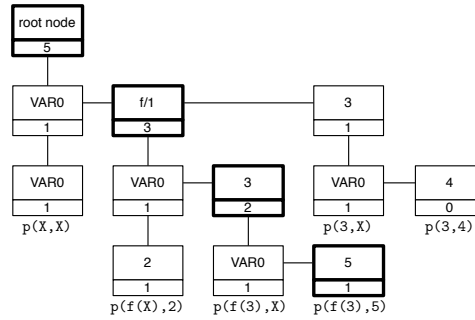 root node
5
VAR0 f/1 3
1 3 1
VAR0 VAR0 3 VAR0 4
1 1 2 1 0
p(X,X) p(3,X) p(3,4)
2 VAR0 5
1 1 1
p(f(X),2) p(f(3),X) p(f(3),5)